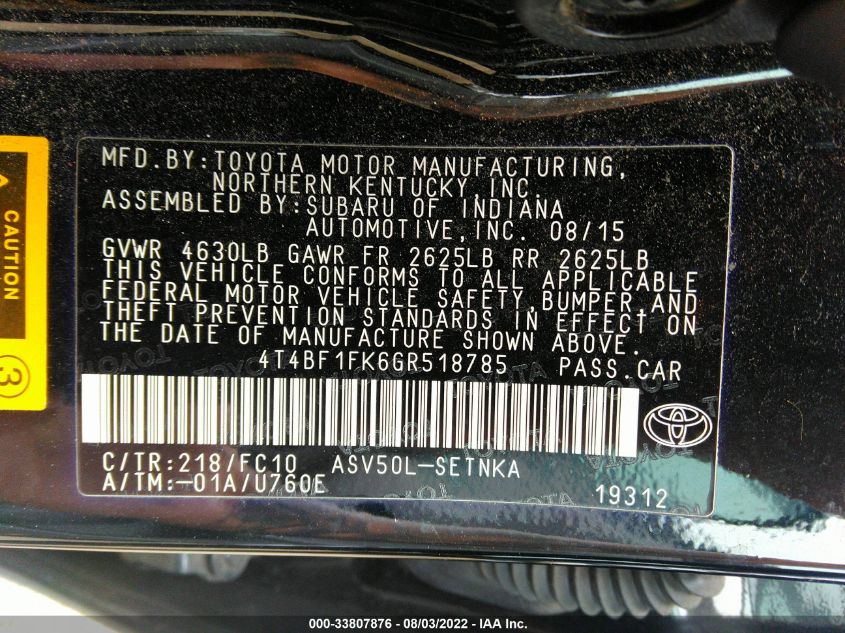 CAUTION
3
MFD.BY:TOYOTA MOTOR MANUFACTURING,
NORTHERN KENTUCKY,INC.
ASSEMBLED BY:SUBARU OF INDIANA
AUTOMOTIVE,INC. 08/15
GVWR 4630LB GAWR FR 2625LB RR 2625LB
THIS VEHICLE CONFORMS TO ALL APPLICABLE
FEDERAL MOTOR VEHICLE SAFETY,BUMPER,AND
THEFT PREVENTION STANDARDS IN EFFECT ON
THE DATE OF MANUFACTURE SHOWN ABOVE.
4T4BF1FK6GR518785 PASS.CAR
C/TR:218/FC10 ASV50L-SETNKA
A/TM:-01A/U760E
19312
000-33807876 - 08/03/2022 - IAA Inc.